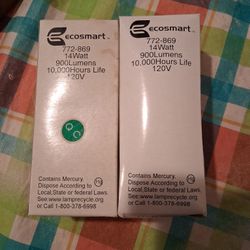 ecosmart™
772-869
14Watt
900Lumens
10,000Hours Life
120V
Contains Mercury.
Dispose According to
Local,State or federal Laws.
See www.lamprecycle.org
or Call 1-800-378-6998
ecosmart™
772-869
14Watt
900Lumens
10,000Hours Life
120V
Contains Mercury.
Dispose According to
Local,State or federal Laws.
See www.lamprecycle.org
or Call 1-800-378-6998